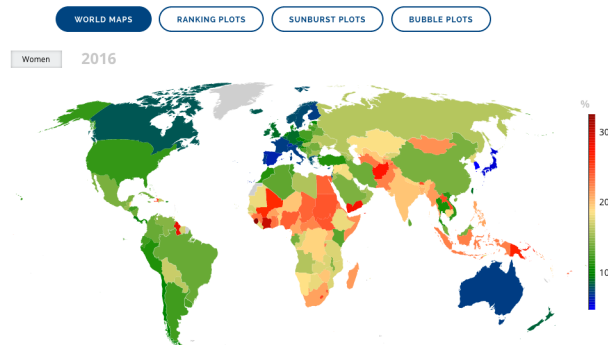 WORLD MAPS
RANKING PLOTS
SUNBURST PLOTS
BUBBLE PLOTS
Women
2016
%
30
20
10